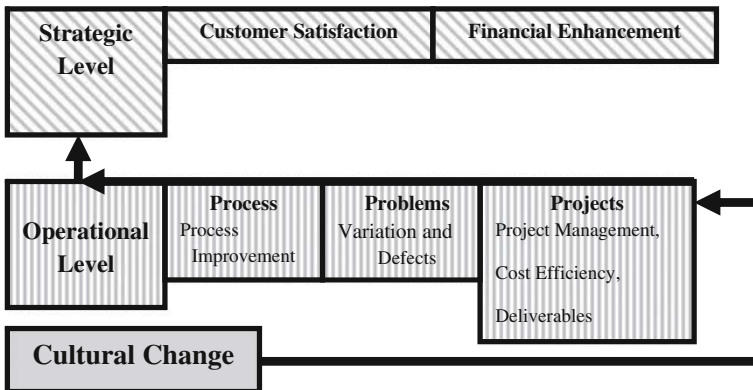 Strategic
Level
Customer Satisfaction
Financial Enhancement
Operational
Level
Process
Process
Improvement
Problems
Variation and
Defects
Projects
Project Management,
Cost Efficiency,
Deliverables
Cultural Change